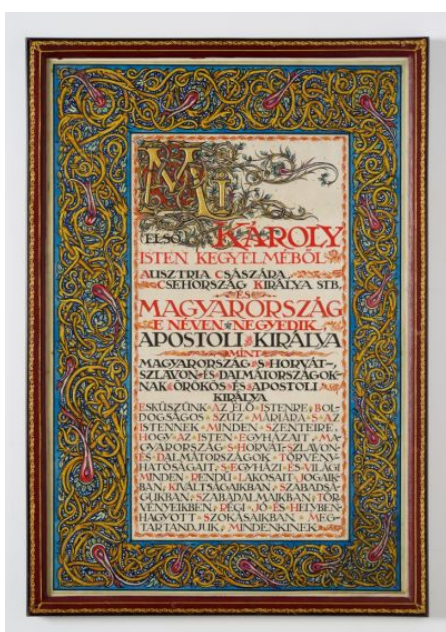 MI
ELSŐ KÁROLY
ISTEN KEGYELMÉBŐL
AUSZTRIA CSÁSZÁRA,
CSEHORSZÁG KIRÁLYA STB.
ÉS
MAGYARORSZÁG
E NÉVEN NEGYEDIK
APOSTOLI KIRÁLYA
MINT
MAGYARORSZÁG S HORVÁT-,
SZLAVON- ÉS DALMÁTORSZÁGOK-
NAK ÖRÖKÖS ÉS APOSTOLI
KIRÁLYA
ESKÜSZÜNK AZ ÉLŐ ISTENRE, BOL-
DOGSÁGOS SZŰZ MÁRIÁRA S AZ
ISTENNEK MINDEN SZENTEIRE,
HOGY AZ ISTEN EGYHÁZAIT, MA-
GYARORSZÁG S HORVÁT-SZLAVON-
ÉS DALMÁTORSZÁGOK TÖRVÉNY-
HATÓSÁGAIT, S EGYHÁZI ÉS VILÁGI
MINDEN RENDŰ LAKOSAIT JOGAIK-
BAN, KIVÁLTSÁGAIKBAN, SZABADSÁ-
GUKBAN, SZABADALMAIKBAN, TÖR-
VÉNYEIKBEN, RÉGI JÓ ÉS HELYBEN
HAGYOTT SZOKÁSAIKBAN MEG-
TARTANDJUK, MINDENKINEK